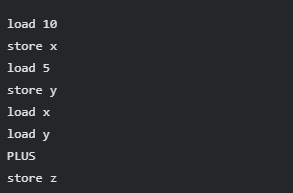 load 10
store x
load 5
store y
load x
load y
PLUS
store z